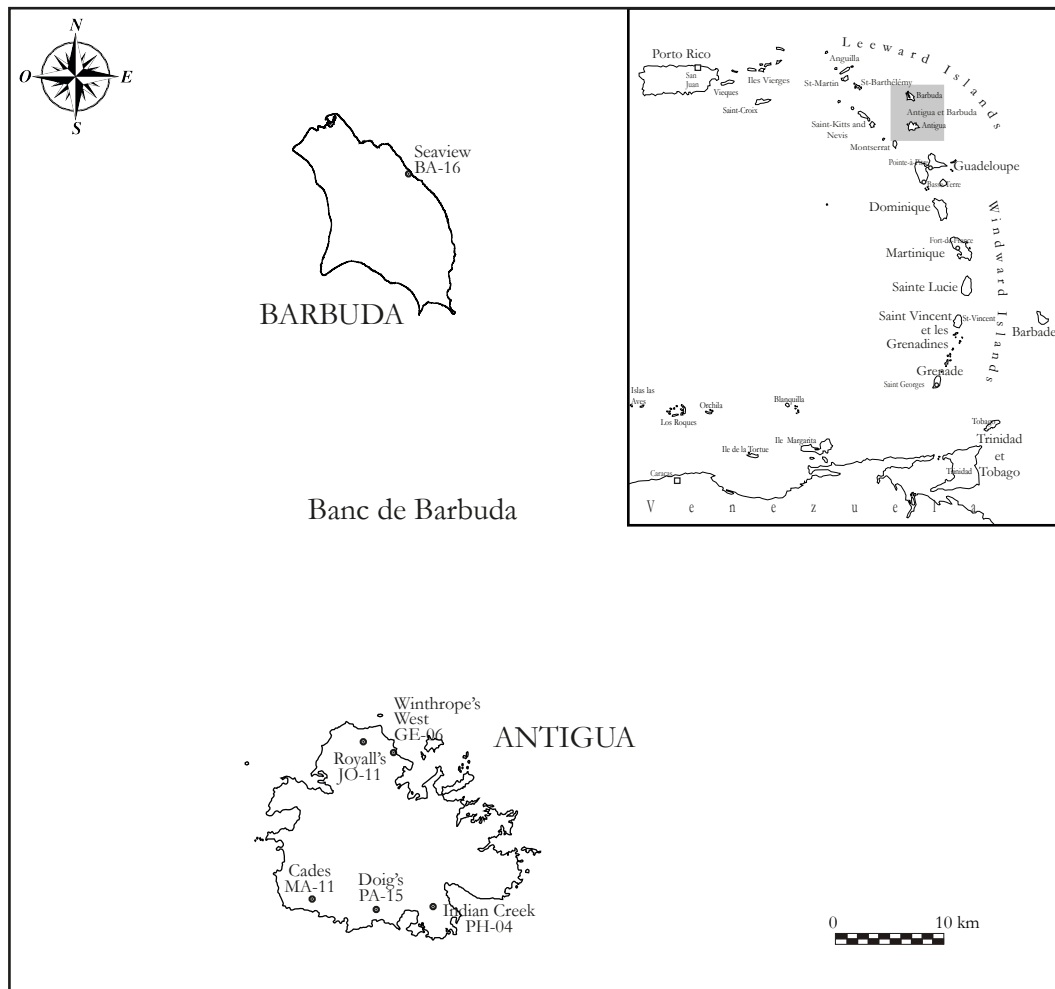 N
O
E
S
Seaview
BA-16
BARBUDA
Banc de Barbuda
Winthrope's
West
GE-06
ANTIGUA
Royall's
JO-11
Cades
MA-11
Doig's
PA-15
Indian Creek
PH-04
0
10 km
Leeward Islands
Porto Rico
San
Juan
Vieques
Iles Vierges
Saint-Croix
Anguilla
St-Martin
St-Barthélémy
Barbuda
Antigua et Barbuda
Antigua
Saint-Kitts and
Nevis
Montserrat
Guadeloupe
Basse-Terre
Dominique
Windward Islands
Fort-de-France
Martinique
Sainte Lucie
Saint Vincent
et les
Grenadines
St-Vincent
Barbade
Grenade
Saint Georges
Islas las
Aves
Los Roques
Orchila
Blanquilla
Ile de la Tortue
Ile Margarita
Tobago
Trinidad
et
Tobago
Trinidad
Caracas
Venezuela